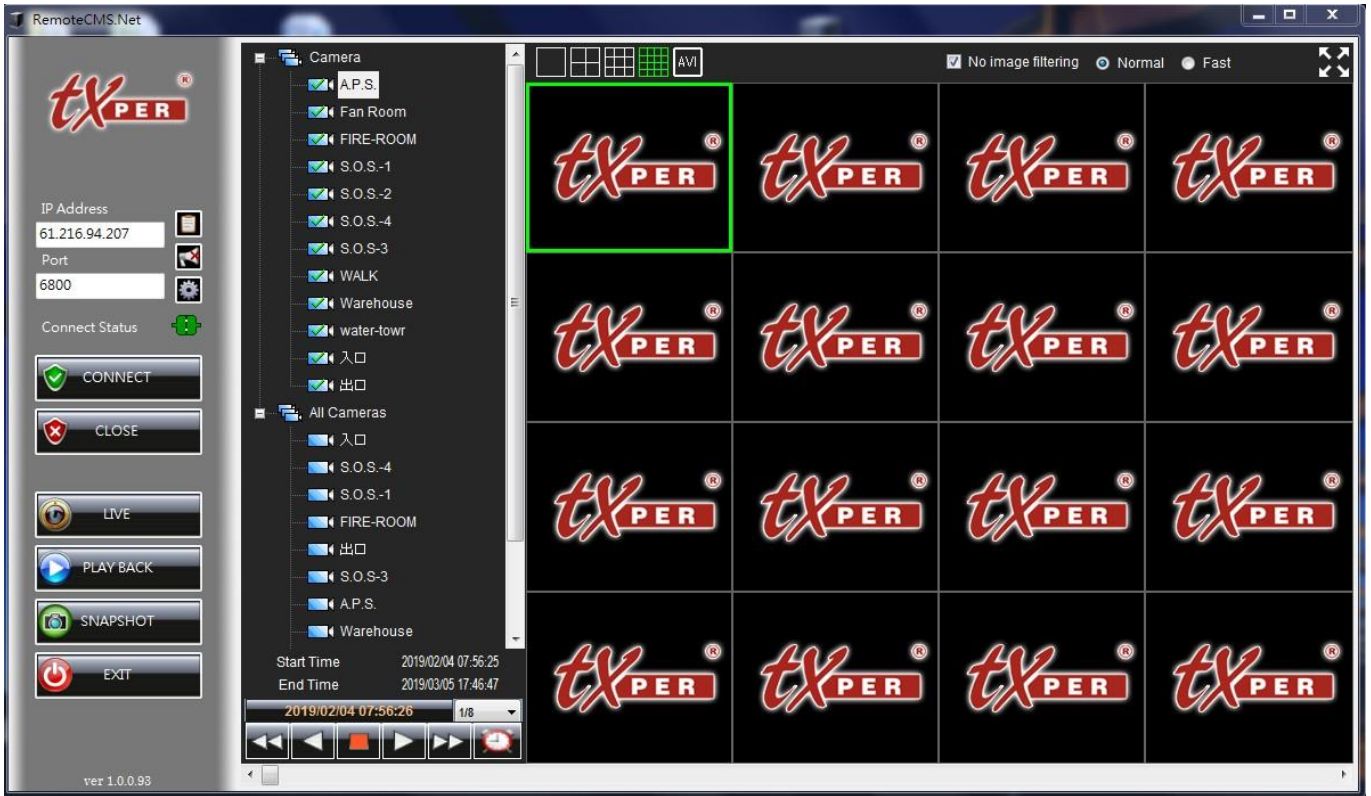 RemoteCMS.Net
tXPER ®
IP Address
61.216.94.207
Port
6800
Connect Status
CONNECT
CLOSE
LIVE
PLAY BACK
SNAPSHOT
EXIT
ver 1.0.0.93
Camera
A.P.S.
Fan Room
FIRE-ROOM
S.O.S.-1
S.O.S.-2
S.O.S.-4
S.O.S-3
WALK
Warehouse
water-towr
入口
出口
All Cameras
入口
S.O.S.-4
S.O.S.-1
FIRE-ROOM
出口
S.O.S-3
A.P.S.
Warehouse
Start Time 2019/02/04 07:56:25
End Time 2019/03/05 17:46:47
2019/02/04 07:56:26 1/8
AVI No image filtering Normal Fast
tXPER ® tXPER ® tXPER ® tXPER ®
tXPER ® tXPER ® tXPER ® tXPER ®
tXPER ® tXPER ® tXPER ® tXPER ®
tXPER ® tXPER ® tXPER ® tXPER ®